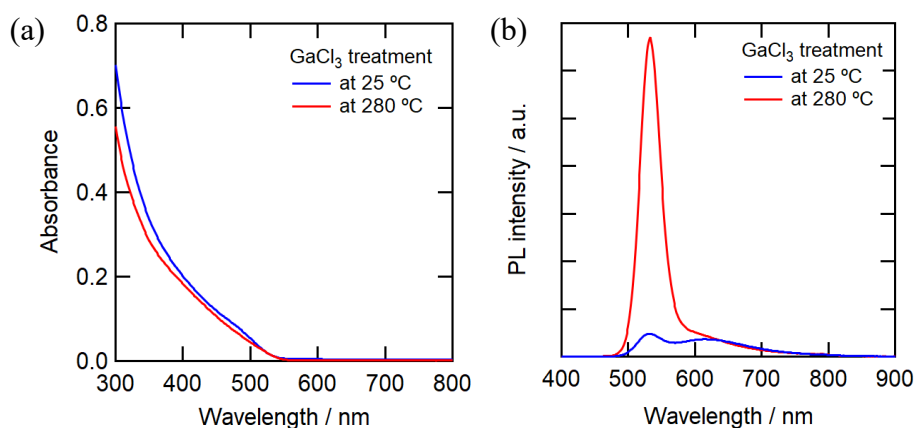 (a)
0.8
0.6
0.4
0.2
0.0
Absorbance
GaCl₃ treatment
at 25 ºC
at 280 ºC
300 400 500 600 700 800
Wavelength / nm
(b)
PL intensity / a.u.
GaCl₃ treatment
at 25 ºC
at 280 ºC
400 500 600 700 800 900
Wavelength / nm